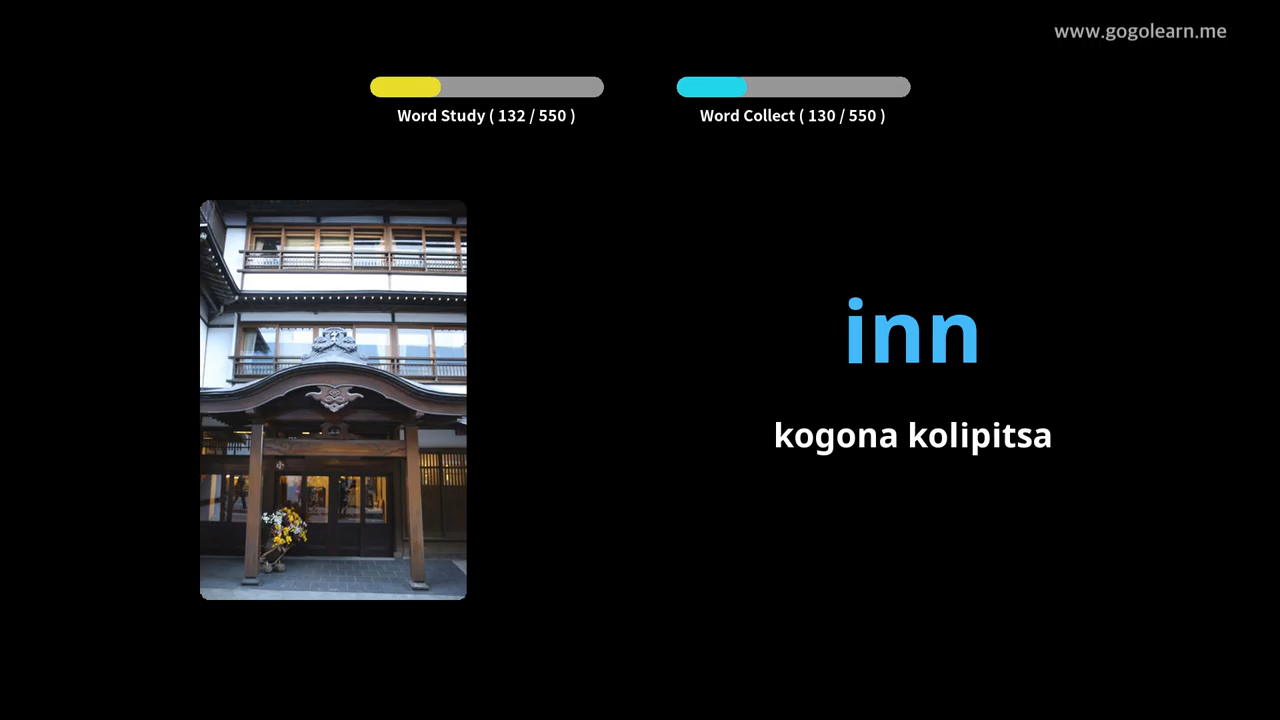 www.gogolearn.me
Word Study ( 132 / 550 )
Word Collect ( 130 / 550 )
inn
kogona kolipitsa